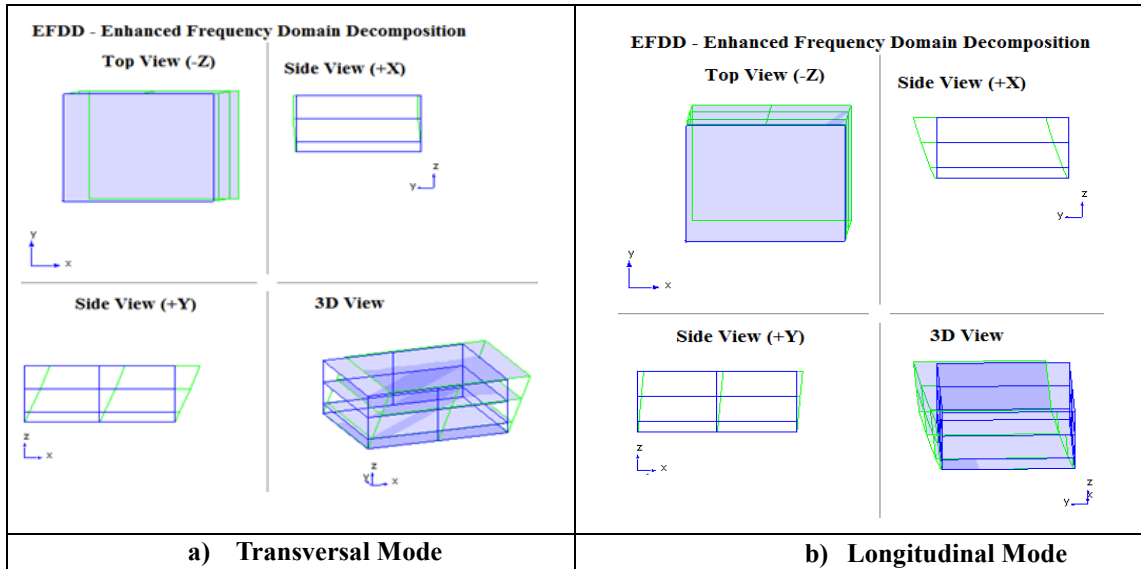 EFDD - Enhanced Frequency Domain Decomposition
Top View (-Z)
Side View (+X)
z
y
y
x
Side View (+Y)
3D View
z
x
z
y
x
a) Transversal Mode
EFDD - Enhanced Frequency Domain Decomposition
Top View (-Z)
Side View (+X)
z
y
y
x
Side View (+Y)
3D View
z
x
z
x
y
b) Longitudinal Mode